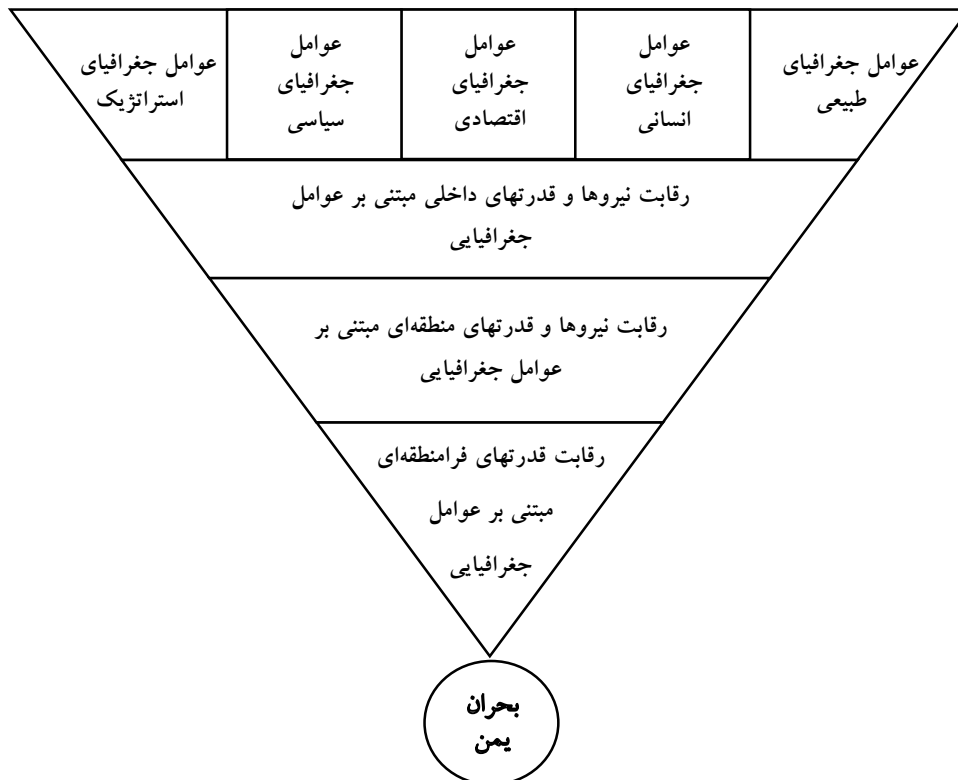 عوامل جغرافیای
طبیعی
عوامل
جغرافیای
انسانی
عوامل
جغرافیای
اقتصادی
عوامل
جغرافیای
سیاسی
عوامل جغرافیای
استراتژیک
رقابت نیروها و قدرتهای داخلی مبتنی بر عوامل
جغرافیایی
رقابت نیروها و قدرتهای منطقه‌ای مبتنی بر
عوامل جغرافیایی
رقابت قدرتهای فرامنطقه‌ای
مبتنی بر عوامل
جغرافیایی
بحران
یمن